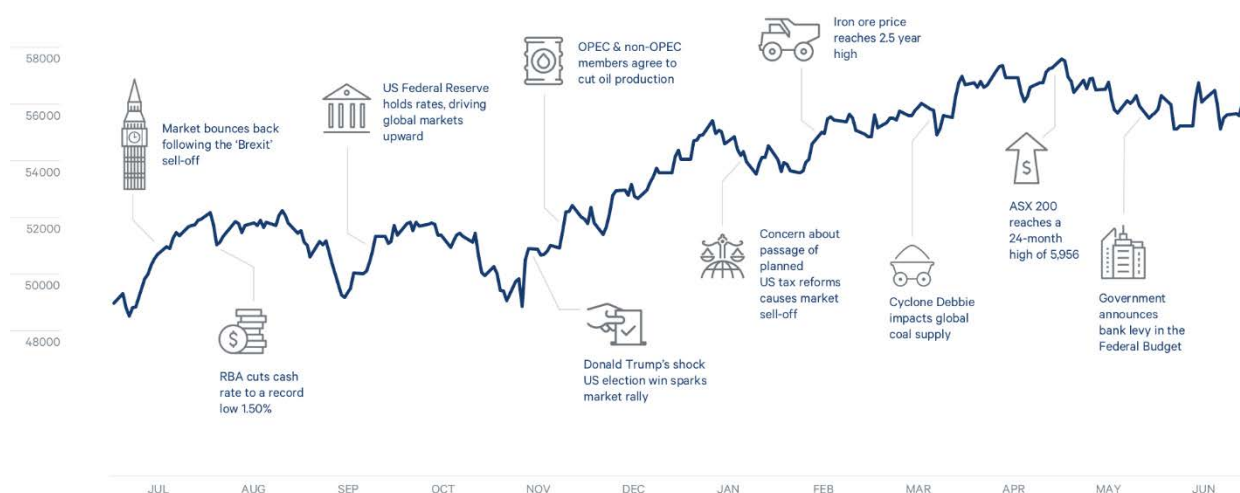 58000
56000
54000
52000
50000
48000
Market bounces back
following the ‘Brexit’
sell-off
RBA cuts cash
rate to a record
low 1.50%
US Federal Reserve
holds rates, driving
global markets
upward
OPEC & non-OPEC
members agree to
cut oil production
Donald Trump's shock
US election win sparks
market rally
Concern about
passage of
planned
US tax reforms
causes market
sell-off
Iron ore price
reaches 2.5 year
high
Cyclone Debbie
impacts global
coal supply
$
ASX 200
reaches a
24-month
high of 5,956
Government
announces
bank levy in the
Federal Budget
$
JUL AUG SEP OCT NOV DEC JAN FEB MAR APR MAY JUN